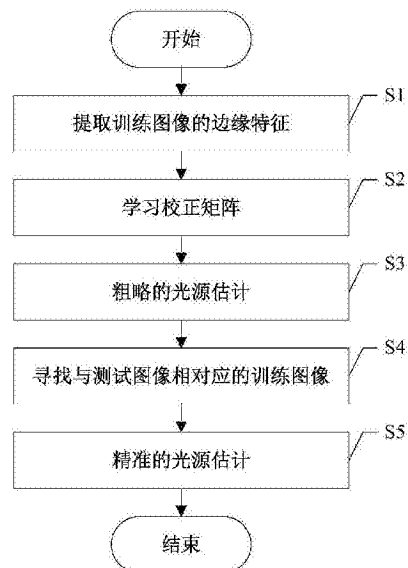 开始
S1
提取训练图像的边缘特征
S2
学习校正矩阵
S3
粗略的光源估计
S4
寻找与测试图像相对应的训练图像
S5
精准的光源估计
结束